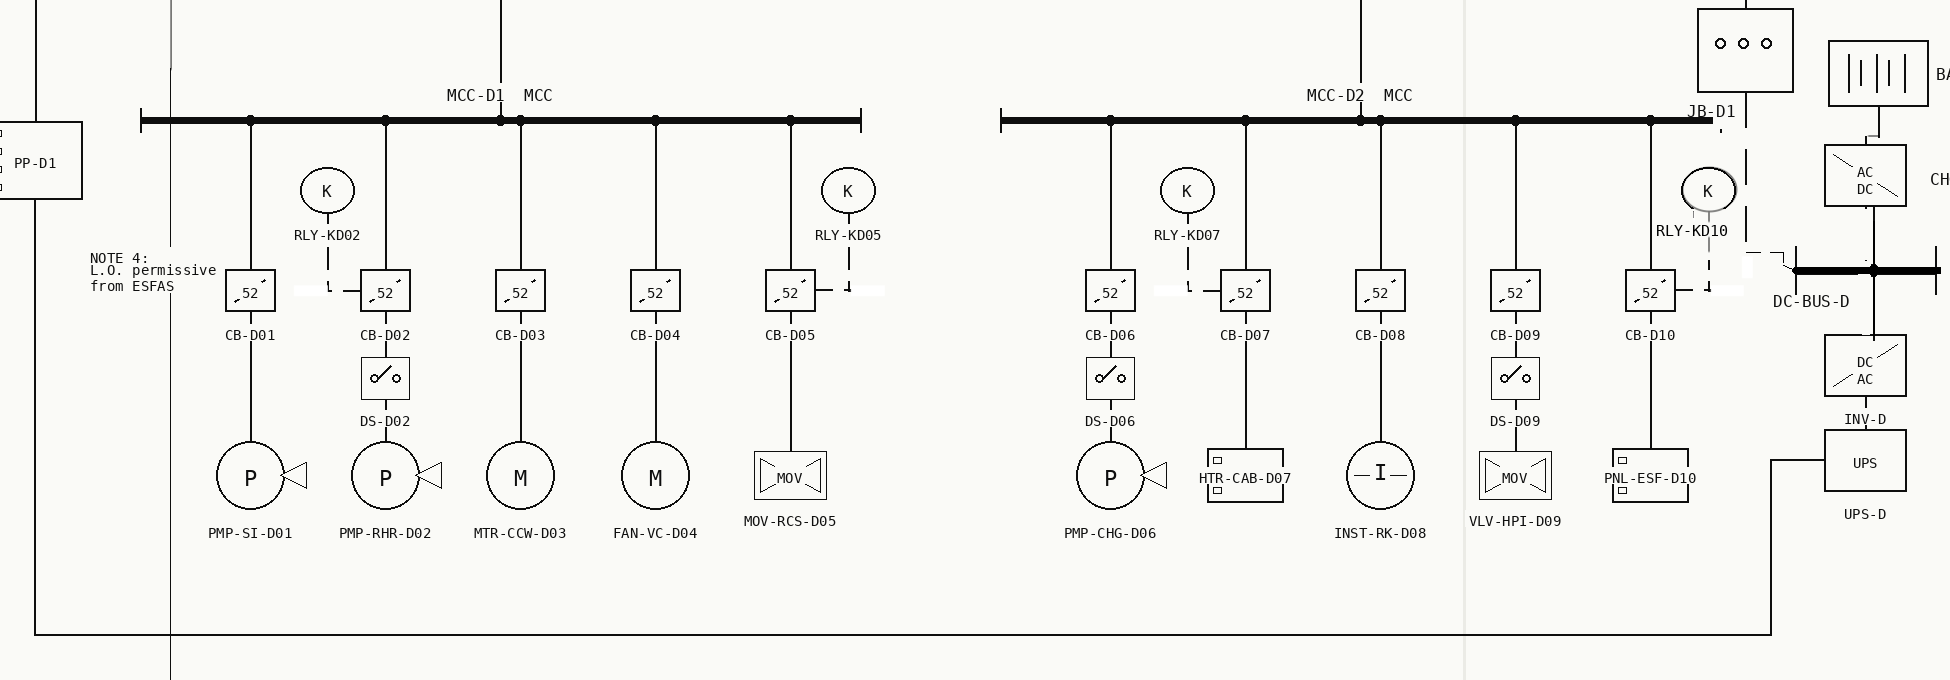 MCC-D1 MCC
MCC-D2 MCC
JB-D1
BA
PP-D1
K
K
K
K
AC
DC
CH
RLY-KD02
RLY-KD05
RLY-KD07
RLY-KD10
NOTE 4:
L.O. permissive
from ESFAS
52
52
52
52
52
52
52
52
52
52
DC-BUS-D
CB-D01
CB-D02
CB-D03
CB-D04
CB-D05
CB-D06
CB-D07
CB-D08
CB-D09
CB-D10
DC
AC
INV-D
DS-D02
DS-D06
DS-D09
P
P
M
M
MOV
P
HTR-CAB-D07
I
MOV
PNL-ESF-D10
UPS
UPS-D
PMP-SI-D01
PMP-RHR-D02
MTR-CCW-D03
FAN-VC-D04
MOV-RCS-D05
PMP-CHG-D06
INST-RK-D08
VLV-HPI-D09